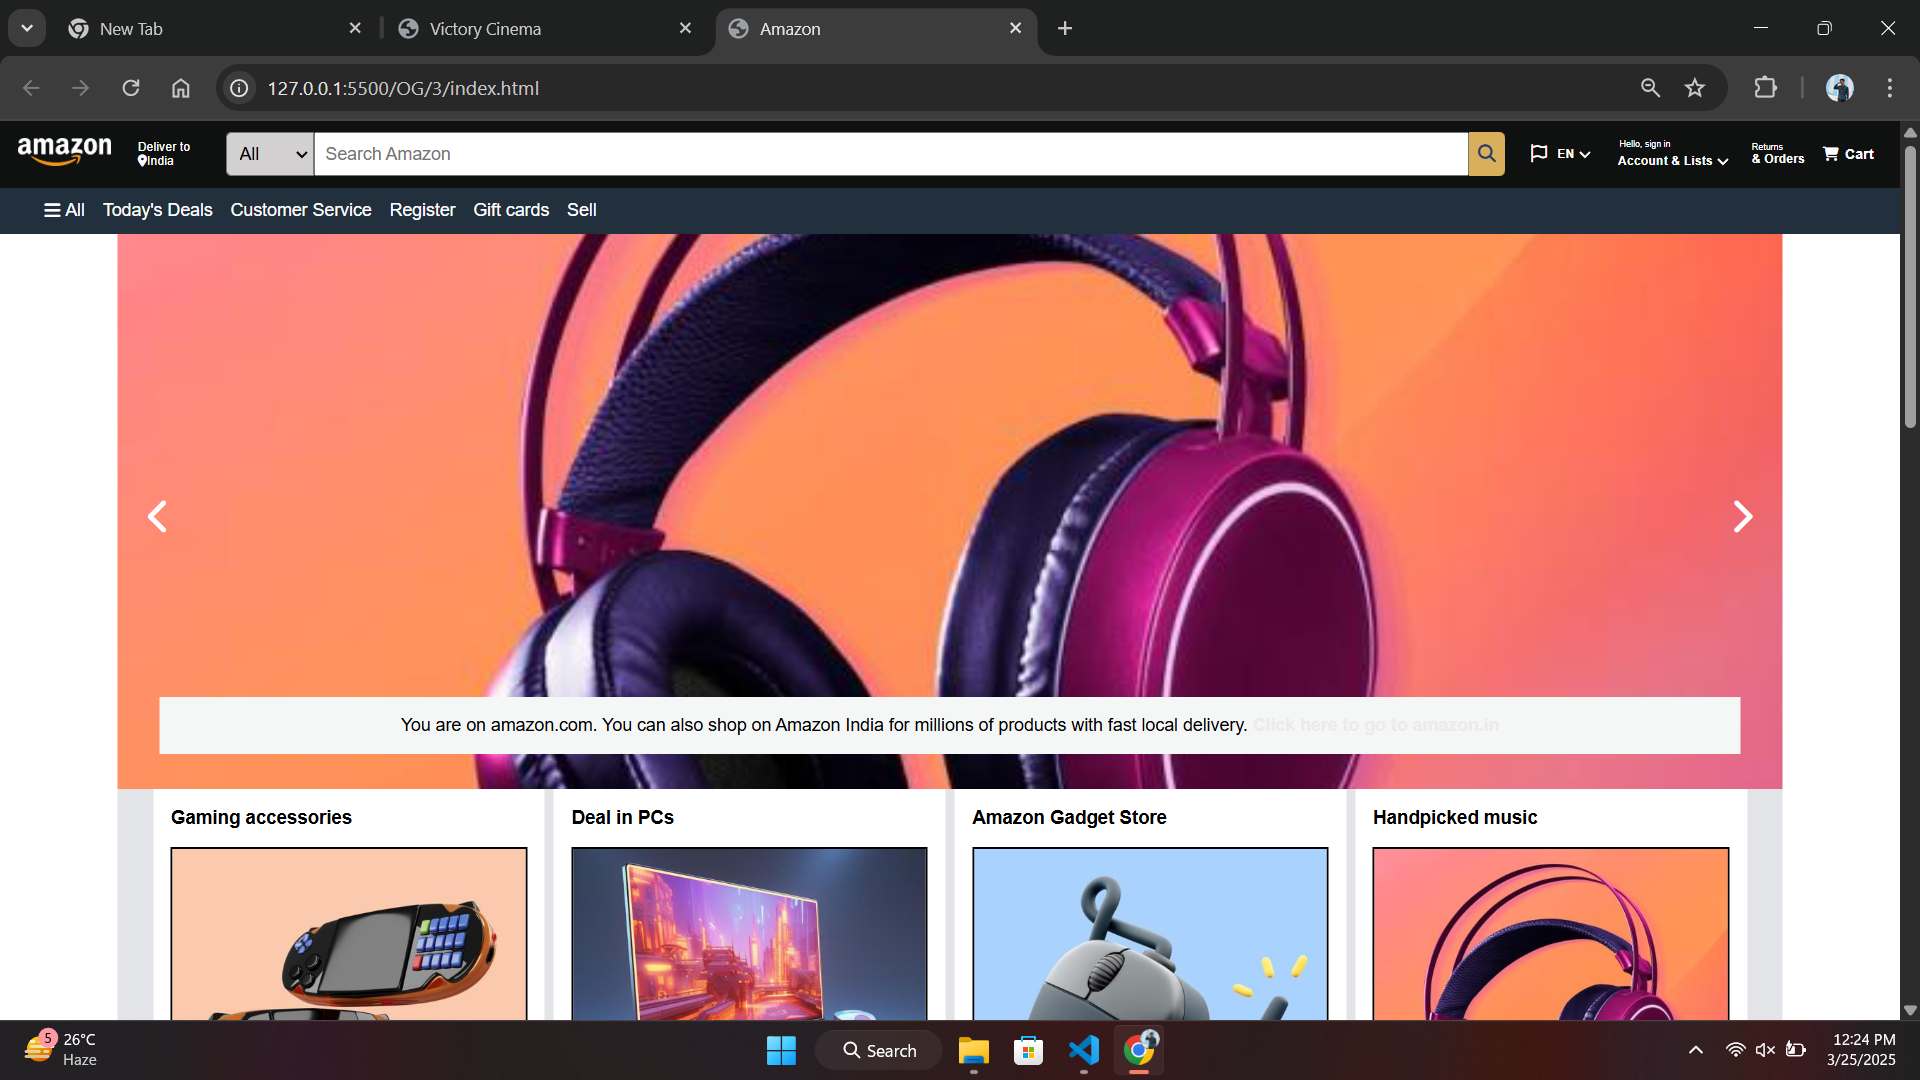 New Tab
Victory Cinema
Amazon
127.0.0.1:5500/OG/3/index.html
amazon
Deliver to
India
All
Search Amazon
EN
Hello, sign in
Account & Lists
Returns
& Orders
Cart
All Today's Deals Customer Service Register Gift cards Sell
You are on amazon.com. You can also shop on Amazon India for millions of products with fast local delivery. Click here to go to amazon.in
Gaming accessories
Deal in PCs
Amazon Gadget Store
Handpicked music
5
26°C
Haze
Search
12:24 PM
3/25/2025